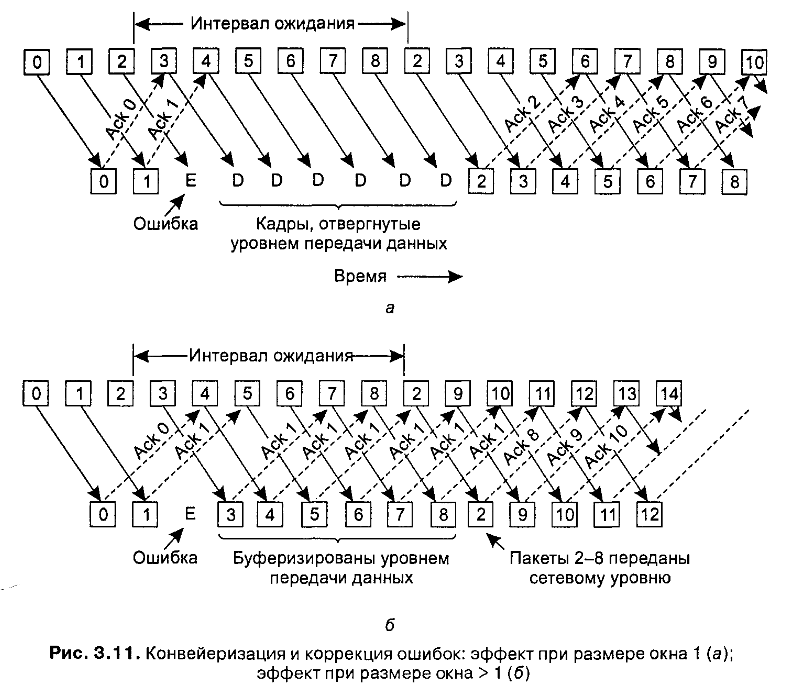 Интервал ожидания
0 1 2 3 4 5 6 7 8 2 3 4 5 6 7 8 9 10
Ack 0 Ack 1 Ack 2 Ack 3 Ack 4 Ack 5 Ack 6 Ack 7
0 1 E D D D D D D 2 3 4 5 6 7 8
Ошибка
Кадры, отвергнутые
уровнем передачи данных
Время
а
Интервал ожидания
0 1 2 3 4 5 6 7 8 2 9 10 11 12 13 14
Ack 0 Ack 1 Ack 1 Ack 1 Ack 1 Ack 1 Ack 1 Ack 8 Ack 9 Ack 10
0 1 E 3 4 5 6 7 8 2 9 10 11 12
Ошибка
Буферизированы уровнем
передачи данных
Пакеты 2–8 переданы
сетевому уровню
б
Рис. 3.11. Конвейеризация и коррекция ошибок: эффект при размере окна 1 (а);
эффект при размере окна > 1 (б)